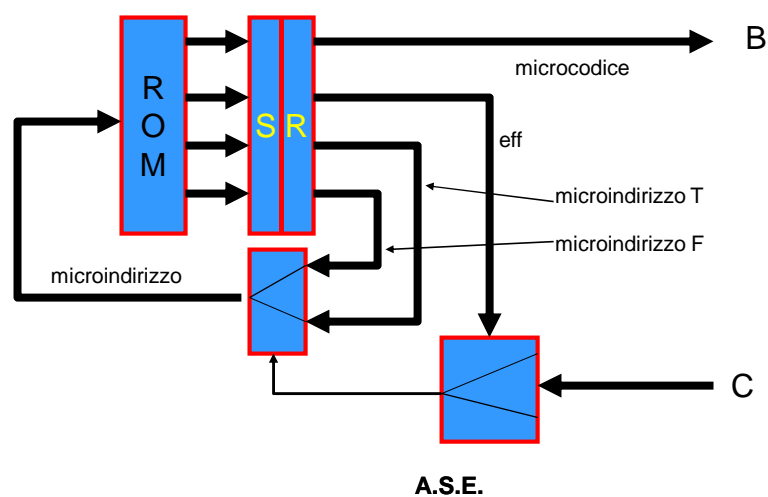 B
microcodice
R
O
M
S R
eff
microindirizzo T
microindirizzo F
microindirizzo
C
A.S.E.